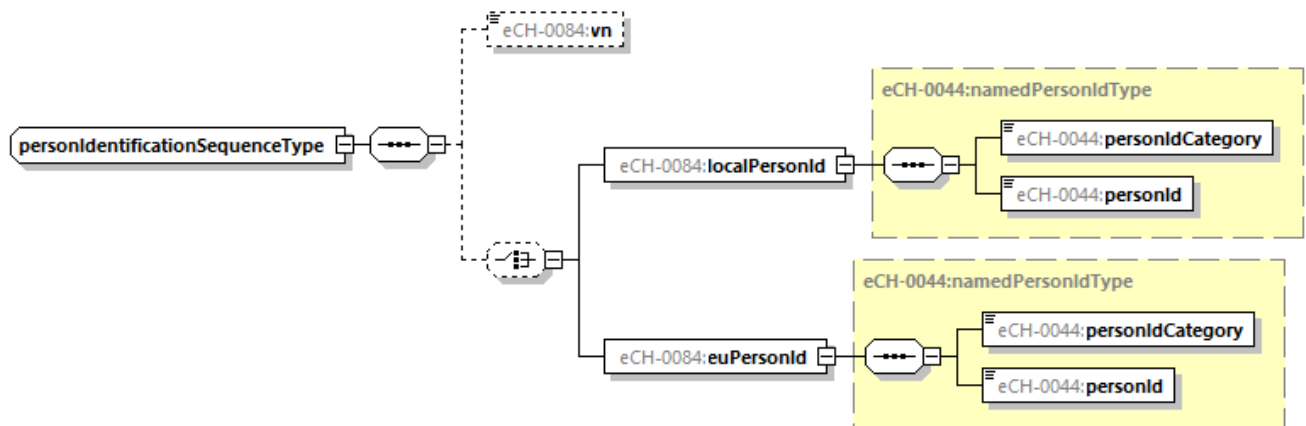 eCH-0084:vn
eCH-0044:namedPersonIdType
personIdentificationSequenceType
eCH-0044:personIdCategory
eCH-0084:localPersonId
eCH-0044:personId
eCH-0044:namedPersonIdType
eCH-0044:personIdCategory
eCH-0084:euPersonId
eCH-0044:personId